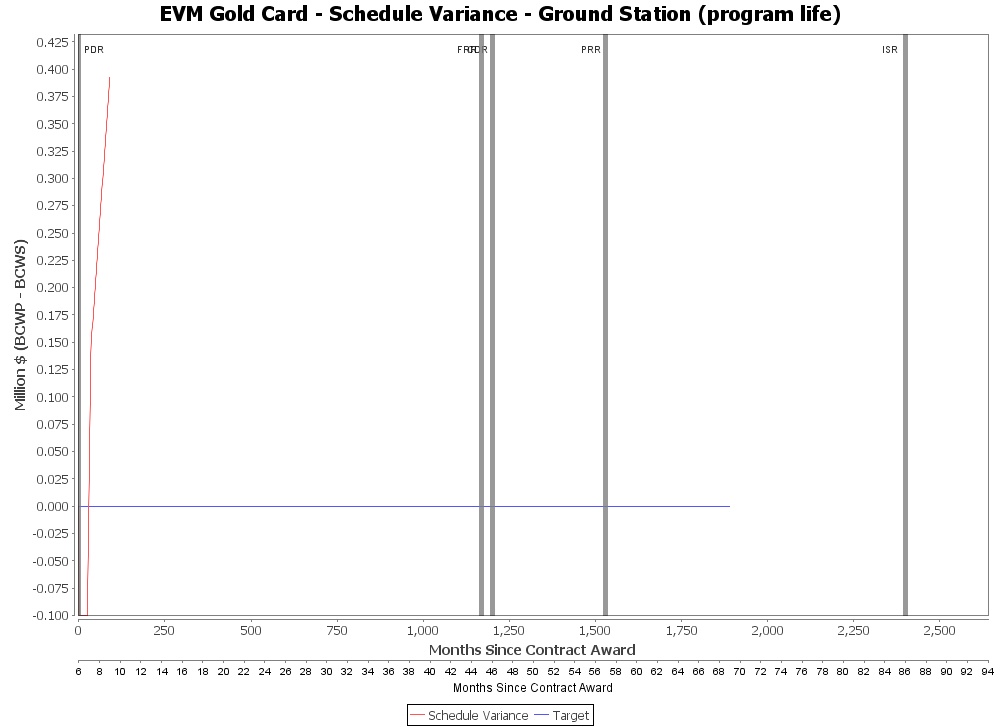 EVM Gold Card - Schedule Variance - Ground Station (program life)
PDR PRR ISR
Million $ (BCWP - BCWS)
0.425
0.400
0.375
0.350
0.325
0.300
0.275
0.250
0.225
0.200
0.175
0.150
0.125
0.100
0.075
0.050
0.025
0.000
-0.025
-0.050
-0.075
-0.100
0 250 500 750 1,000 1,250 1,500 1,750 2,000 2,250 2,500
Months Since Contract Award
6 8 10 12 14 16 18 20 22 24 26 28 30 32 34 36 38 40 42 44 46 48 50 52 54 56 58 60 62 64 66 68 70 72 74 76 78 80 82 84 86 88 90 92 94
Months Since Contract Award
Schedule Variance Target